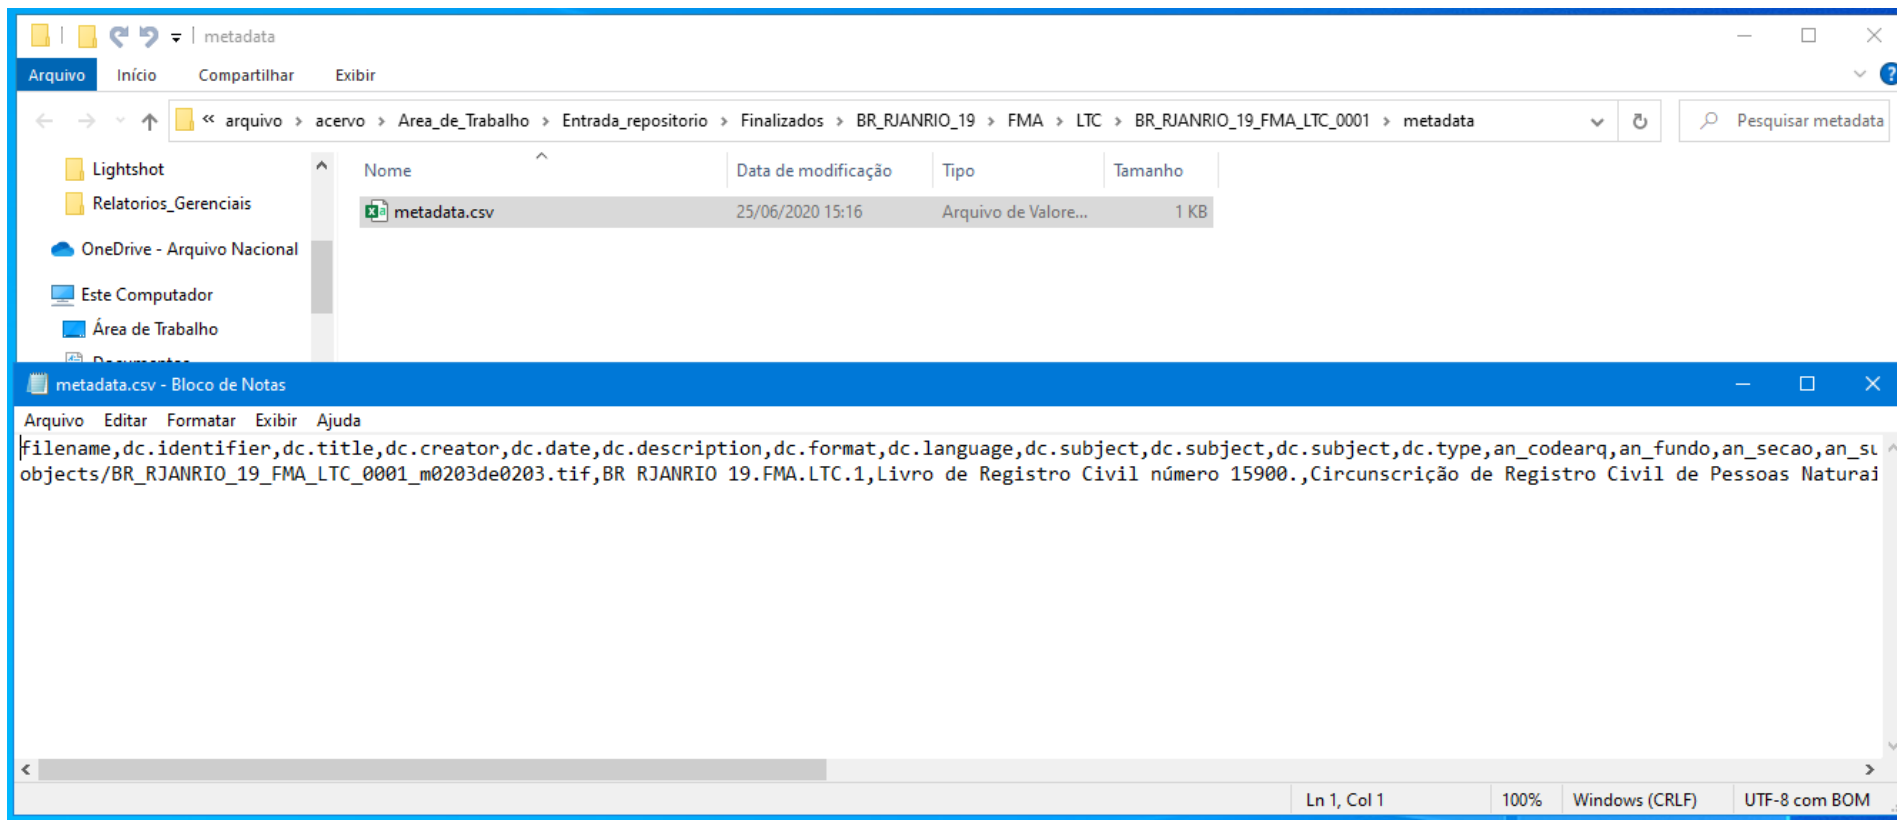 metadata
Arquivo Início Compartilhar Exibir
« arquivo › acervo › Area_de_Trabalho › Entrada_repositorio › Finalizados › BR_RJANRIO_19 › FMA › LTC › BR_RJANRIO_19_FMA_LTC_0001 › metadata
Pesquisar metadata
Lightshot
Relatorios_Gerenciais
OneDrive - Arquivo Nacional
Este Computador
Área de Trabalho
Documentos
Nome Data de modificação Tipo Tamanho
metadata.csv 25/06/2020 15:16 Arquivo de Valore... 1 KB
metadata.csv - Bloco de Notas
Arquivo Editar Formatar Exibir Ajuda
filename,dc.identifier,dc.title,dc.creator,dc.date,dc.description,dc.format,dc.language,dc.subject,dc.subject,dc.subject,dc.type,an_codearq,an_fundo,an_secao,an_su
objects/BR_RJANRIO_19_FMA_LTC_0001_m0203de0203.tif,BR RJANRIO 19.FMA.LTC.1,Livro de Registro Civil número 15900.,Circunscrição de Registro Civil de Pessoas Naturai
Ln 1, Col 1 100% Windows (CRLF) UTF-8 com BOM